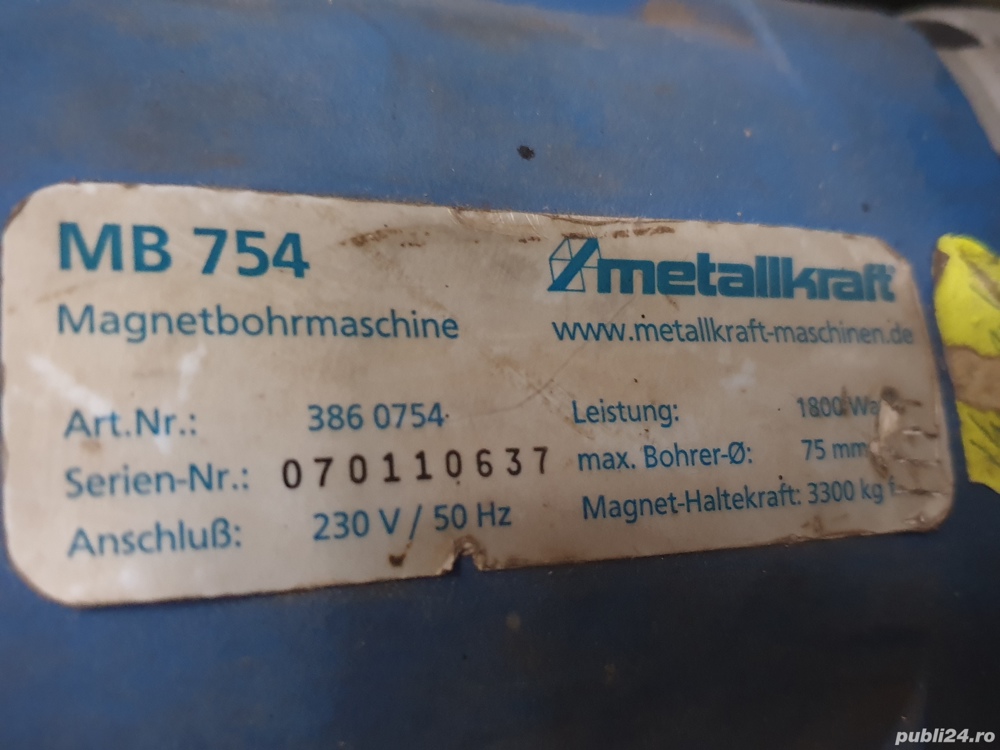 MB 754
Magnetbohrmaschine
metallkraft
www.metallkraft-maschinen.de
Art.Nr.: 386 0754
Serien-Nr.: 070110637
Anschluß: 230 V / 50 Hz
Leistung: 1800
max. Bohrer-Ø: 75 mm
Magnet-Haltekraft: 3300 kg f
publi24.ro